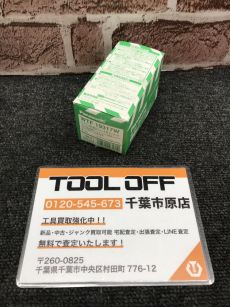 WTF 19317W
TOOL OFF
0120-545-673 千葉市原店
工具買取強化中！！
新品・中古・ジャンク買取可能 宅配査定・出張査定・LINE査定
無料で査定いたします！
〒260-0825
千葉県千葉市中央区村田町 776-12